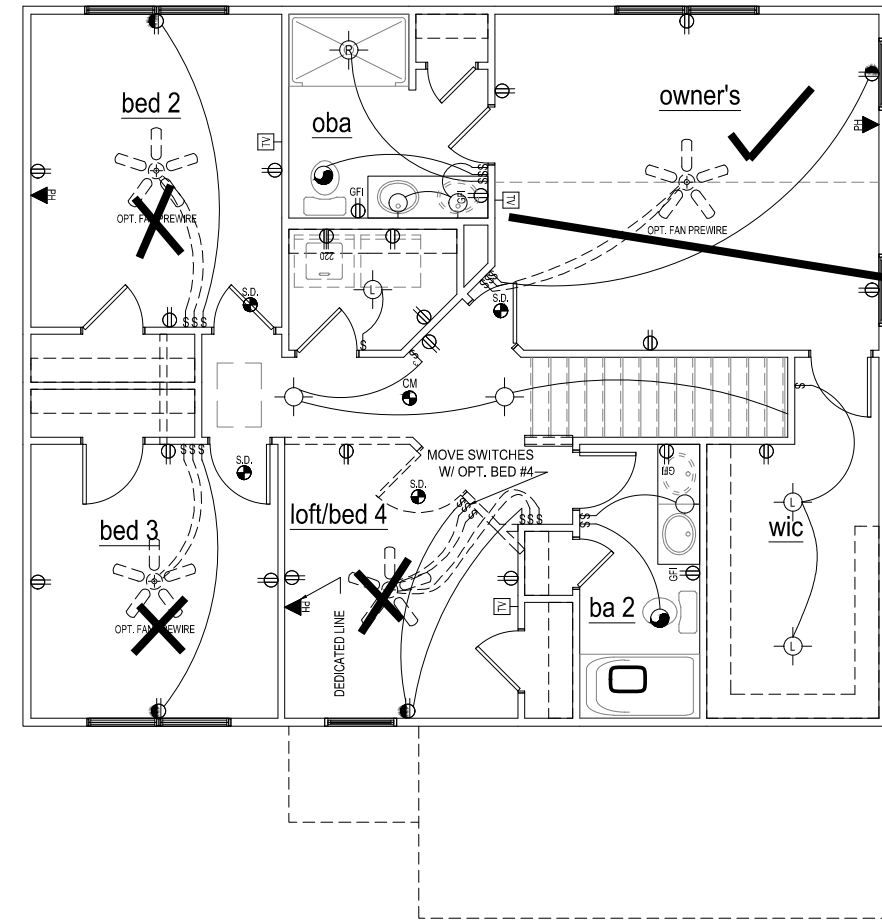 R
bed 2
owner's
oba
PH
TV
PH
GFI
GFI
TV
OPT. FAN PREWIRE
OPT. FAN PREWIRE
220
S.D.
S.D.
L
S S S
S
S 3
CM
S
S.D.
MOVE SWITCHES
W/ OPT. BED #4
S.D.
GFI
loft/bed 4
bed 3
L
wic
S S S
PH
TV
GFI
ba 2
OPT. FAN PREWIRE
DEDICATED LINE
L